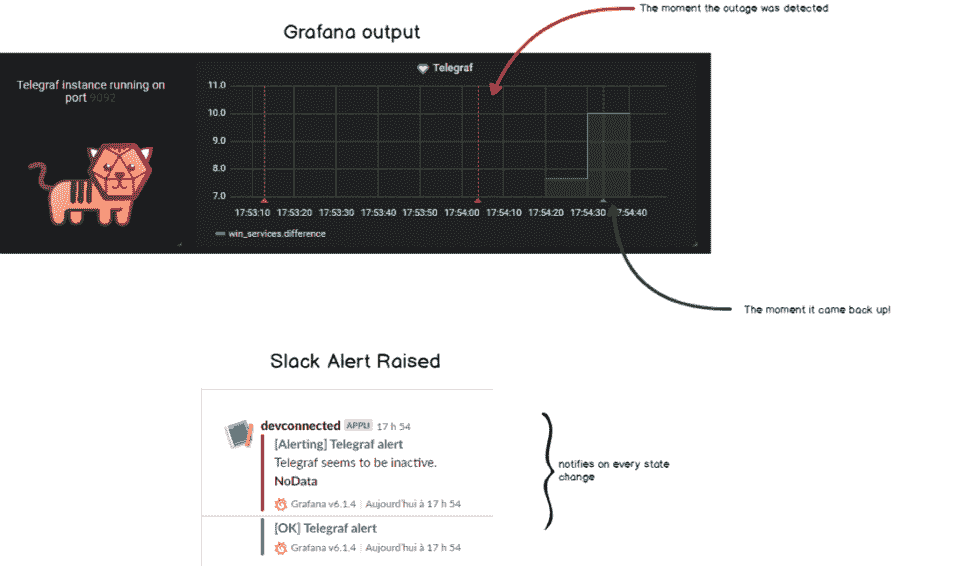 The moment the outage was detected
Grafana output
Telegraf instance running on
port 9092
Telegraf
11.0
10.0
9.0
8.0
7.0
17:53:10 17:53:20 17:53:30 17:53:40 17:53:50 17:54:00 17:54:10 17:54:20 17:54:30 17:54:40
win_services.difference
The moment it came back up!
Slack Alert Raised
devconnected APPLI 17 h 54
[Alerting] Telegraf alert
Telegraf seems to be inactive.
NoData
Grafana v6.1.4 | Aujourd'hui à 17 h 54
[OK] Telegraf alert
Grafana v6.1.4 | Aujourd'hui à 17 h 54
notifies on every state
change